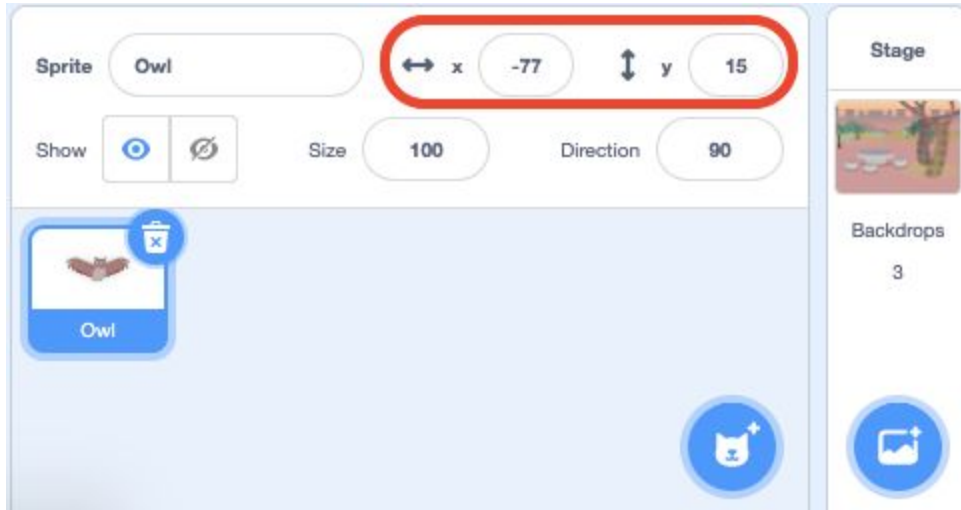 Sprite Owl x -77 y 15
Show Size 100 Direction 90
Owl
Stage
Backdrops
3